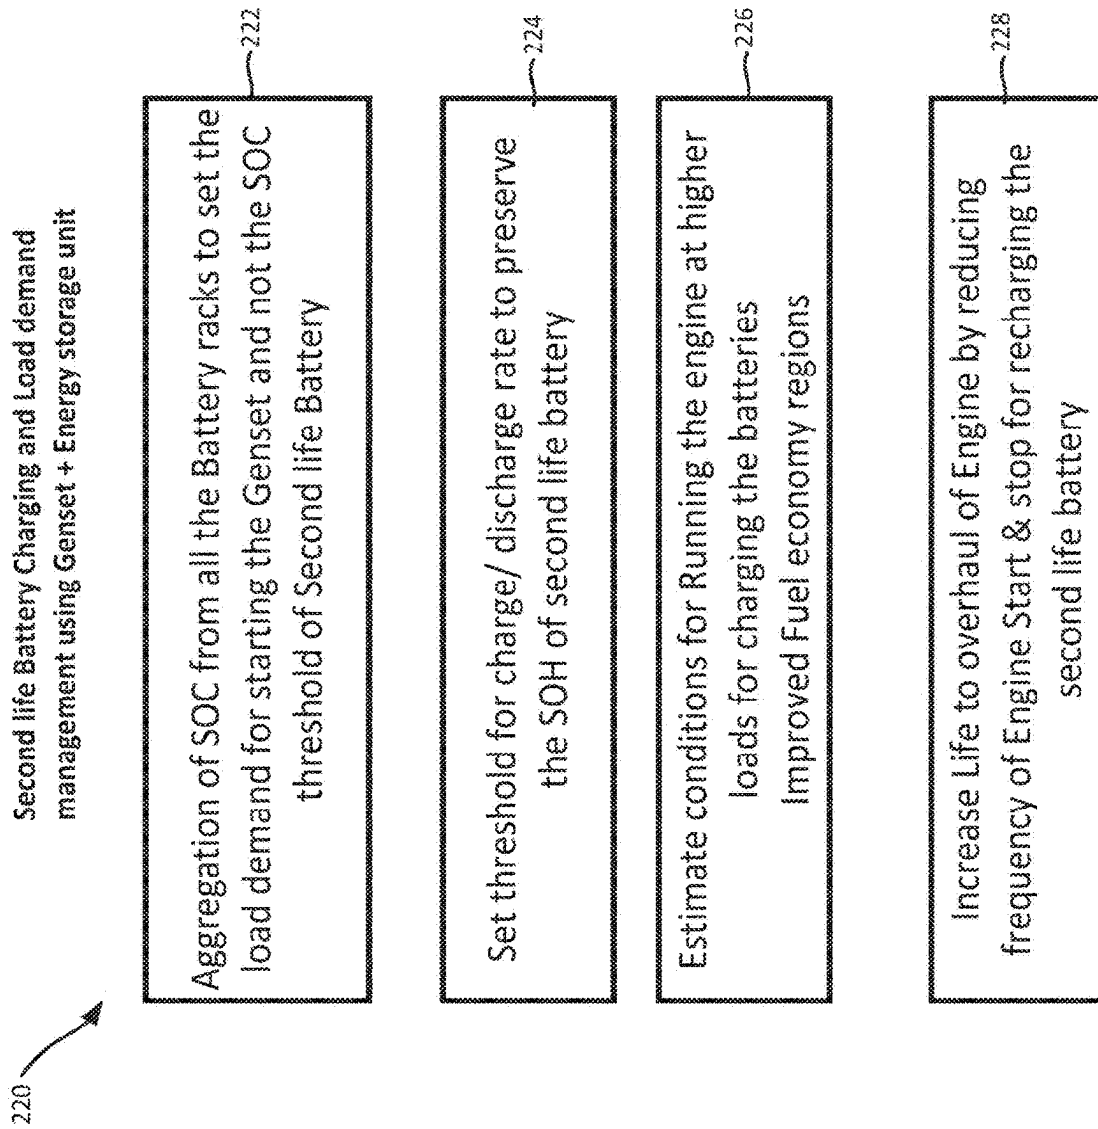 220
Second life Battery Charging and Load demand
management using Genset + Energy storage unit
Aggregation of SOC from all the Battery racks to set the
load demand for starting the Genset and not the SOC
threshold of Second life Battery
222
Set threshold for charge/ discharge rate to preserve
the SOH of second life battery
224
Estimate conditions for Running the engine at higher
loads for charging the batteries
Improved Fuel economy regions
226
Increase Life to overhaul of Engine by reducing
frequency of Engine Start & stop for recharging the
second life battery
228